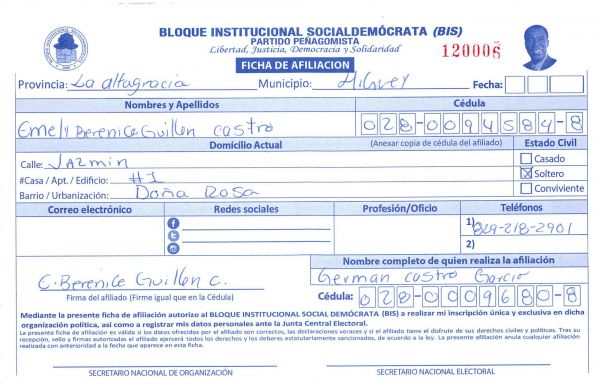 BLOQUE INSTITUCIONAL SOCIALDEMÓCRATA (BIS)
PARTIDO PEÑAGOMISTA
Libertad, Justicia, Democracia y Solidaridad
120006
FICHA DE AFILIACION
Provincia: La altagracia Municipio: Higuey Fecha:
Nombres y Apellidos Cédula
Emely Berenice Guillen castro 028-0094584-8
Domicilio Actual (Anexar copia de cédula del afiliado) Estado Civil
Calle: JAZmin Casado
#Casa / Apt. / Edificio: #1 Soltero
Barrio / Urbanización: Doña Rosa Conviviente
Correo electrónico Redes sociales Profesión/Oficio Teléfonos
1) 829-218-2901
2)
Nombre completo de quien realiza la afiliación
E. Berenice Guillen C. German castro Garcia
Firma del afiliado (Firme igual que en la Cédula) Cédula: 028-0009680-8
Mediante la presente ficha de afiliación autorizo al BLOQUE INSTITUCIONAL SOCIAL DEMÓCRATA (BIS) a realizar mi inscripción única y exclusiva en dicha
organización política, así como a registrar mis datos personales ante la Junta Central Electoral.
La presente ficha de afiliación es válida si los datos ofrecidos por el afiliado son correctos, las declaraciones veraces y si el afiliado tiene el disfrute de sus derechos civiles y políticos. Tras su
recepción, sello y firmas autorizadas el afiliado ejercerá todos los derechos y los deberes estatutariamente sancionados, de acuerdo a la ley. La presente afiliación anula cualquier afiliación
realizada con anterioridad a la fecha que aparece en esta ficha.
SECRETARIO NACIONAL DE ORGANIZACIÓN SECRETARIO NACIONAL ELECTORAL